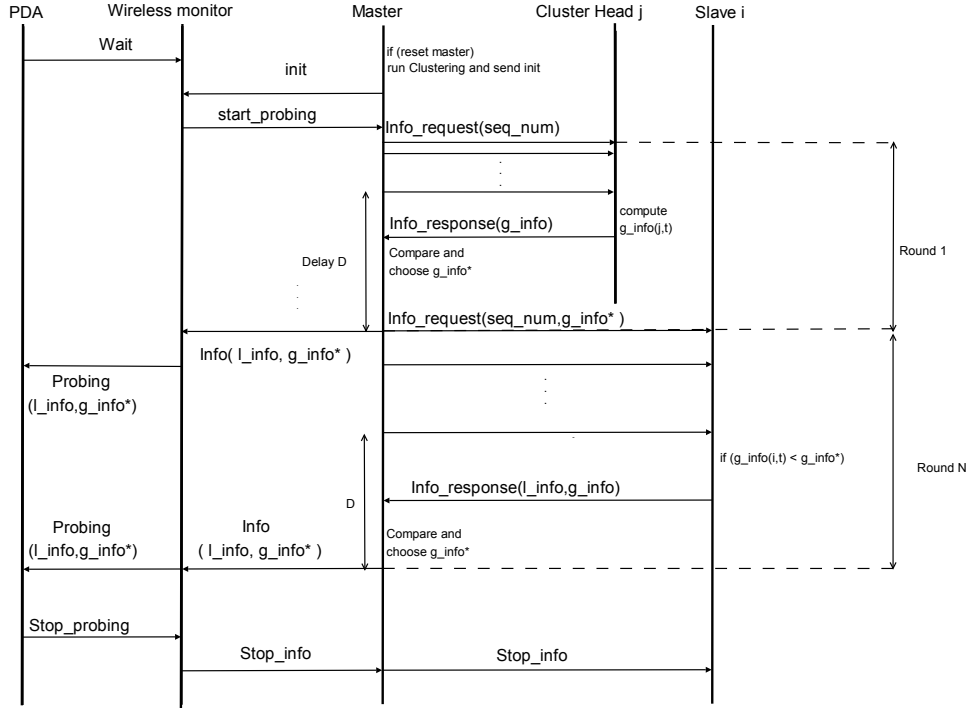 PDA
Wireless monitor
Master
Cluster Head j
Slave i
Wait
if (reset master)
run Clustering and send init
init
start_probing
Info_request(seq_num)
compute
g_info(j,t)
Info_response(g_info)
Compare and
choose g_info*
Delay D
Round 1
Info_request(seq_num,g_info* )
Info( l_info, g_info* )
Probing
(l_info,g_info*)
if (g_info(i,t) < g_info*)
Round N
Info_response(l_info,g_info)
D
Probing
(l_info,g_info*)
Info
( l_info, g_info* )
Compare and
choose g_info*
Stop_probing
Stop_info
Stop_info